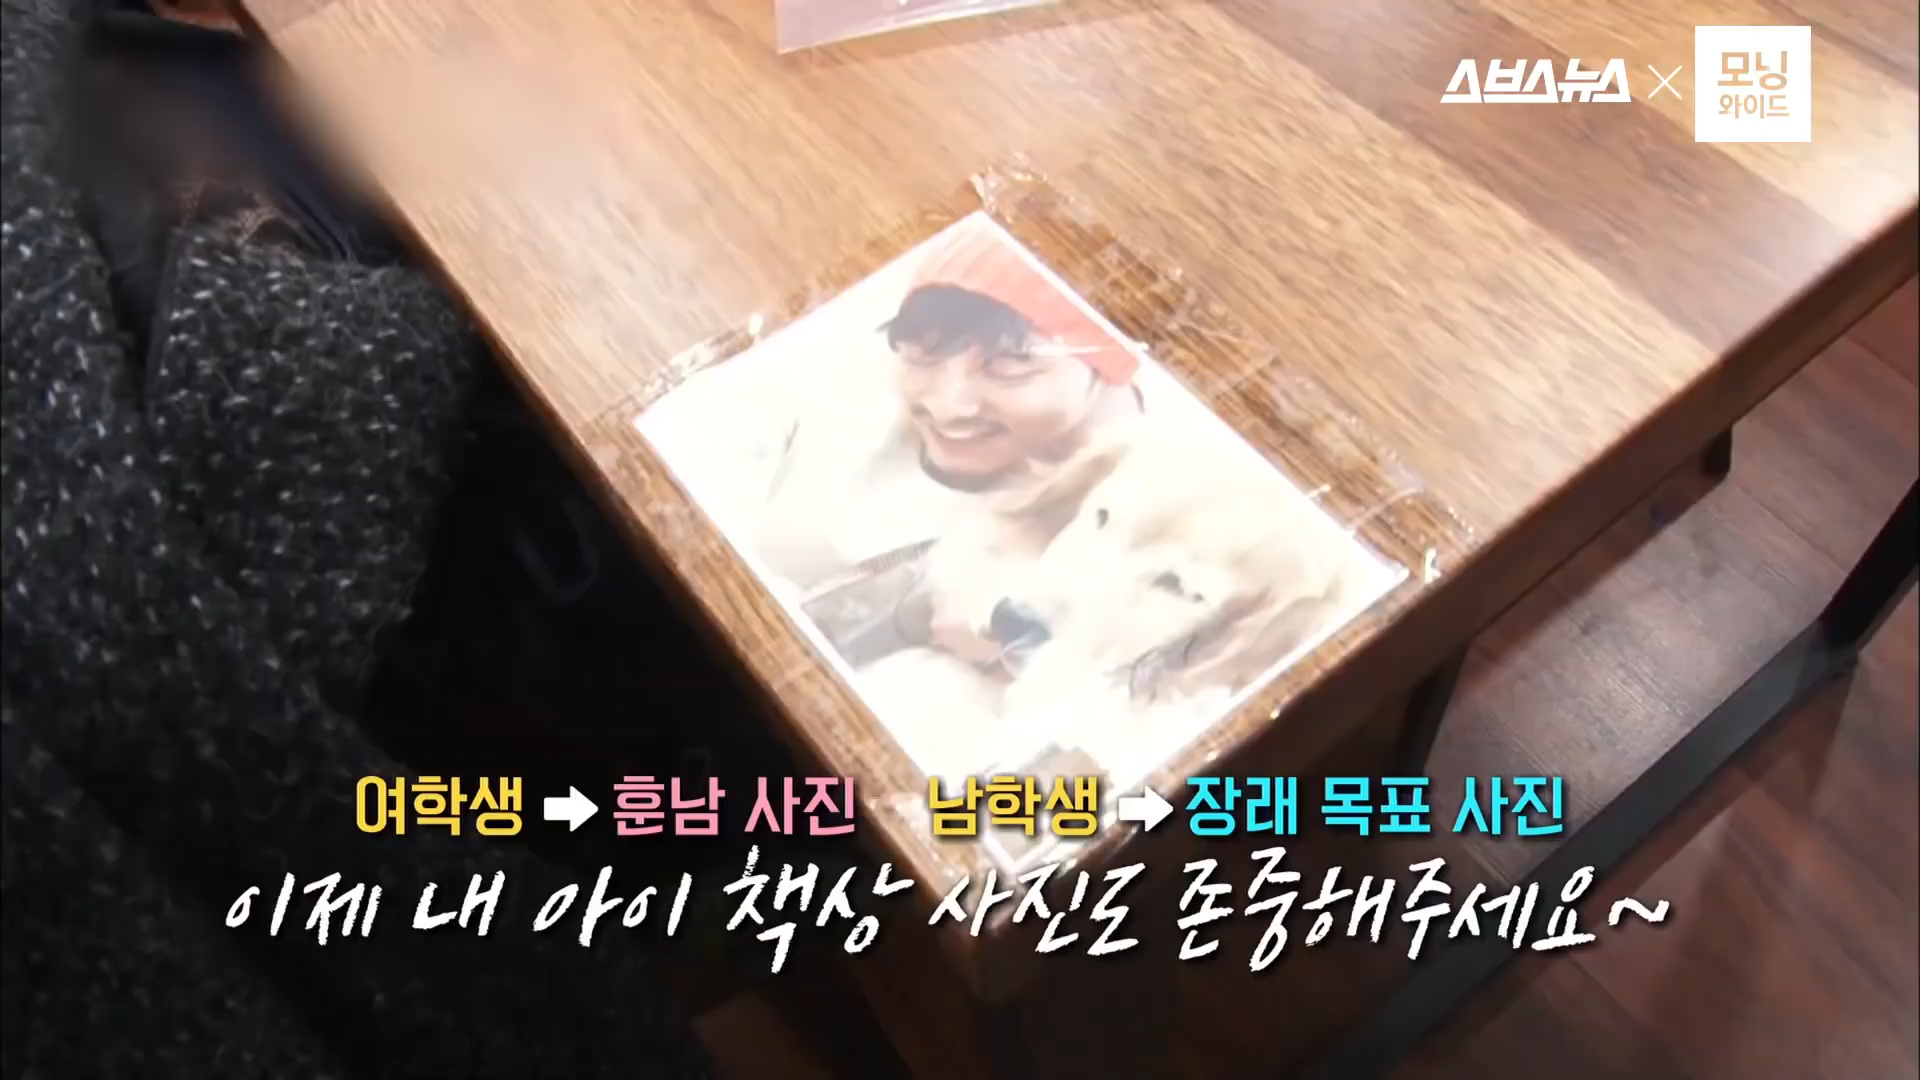 스브스뉴스 × 모닝
와이드
여학생 ➡ 훈남 사진 남학생 ➡ 장래 목표 사진
이제 내 아이 책상 사진도 존중해주세요~